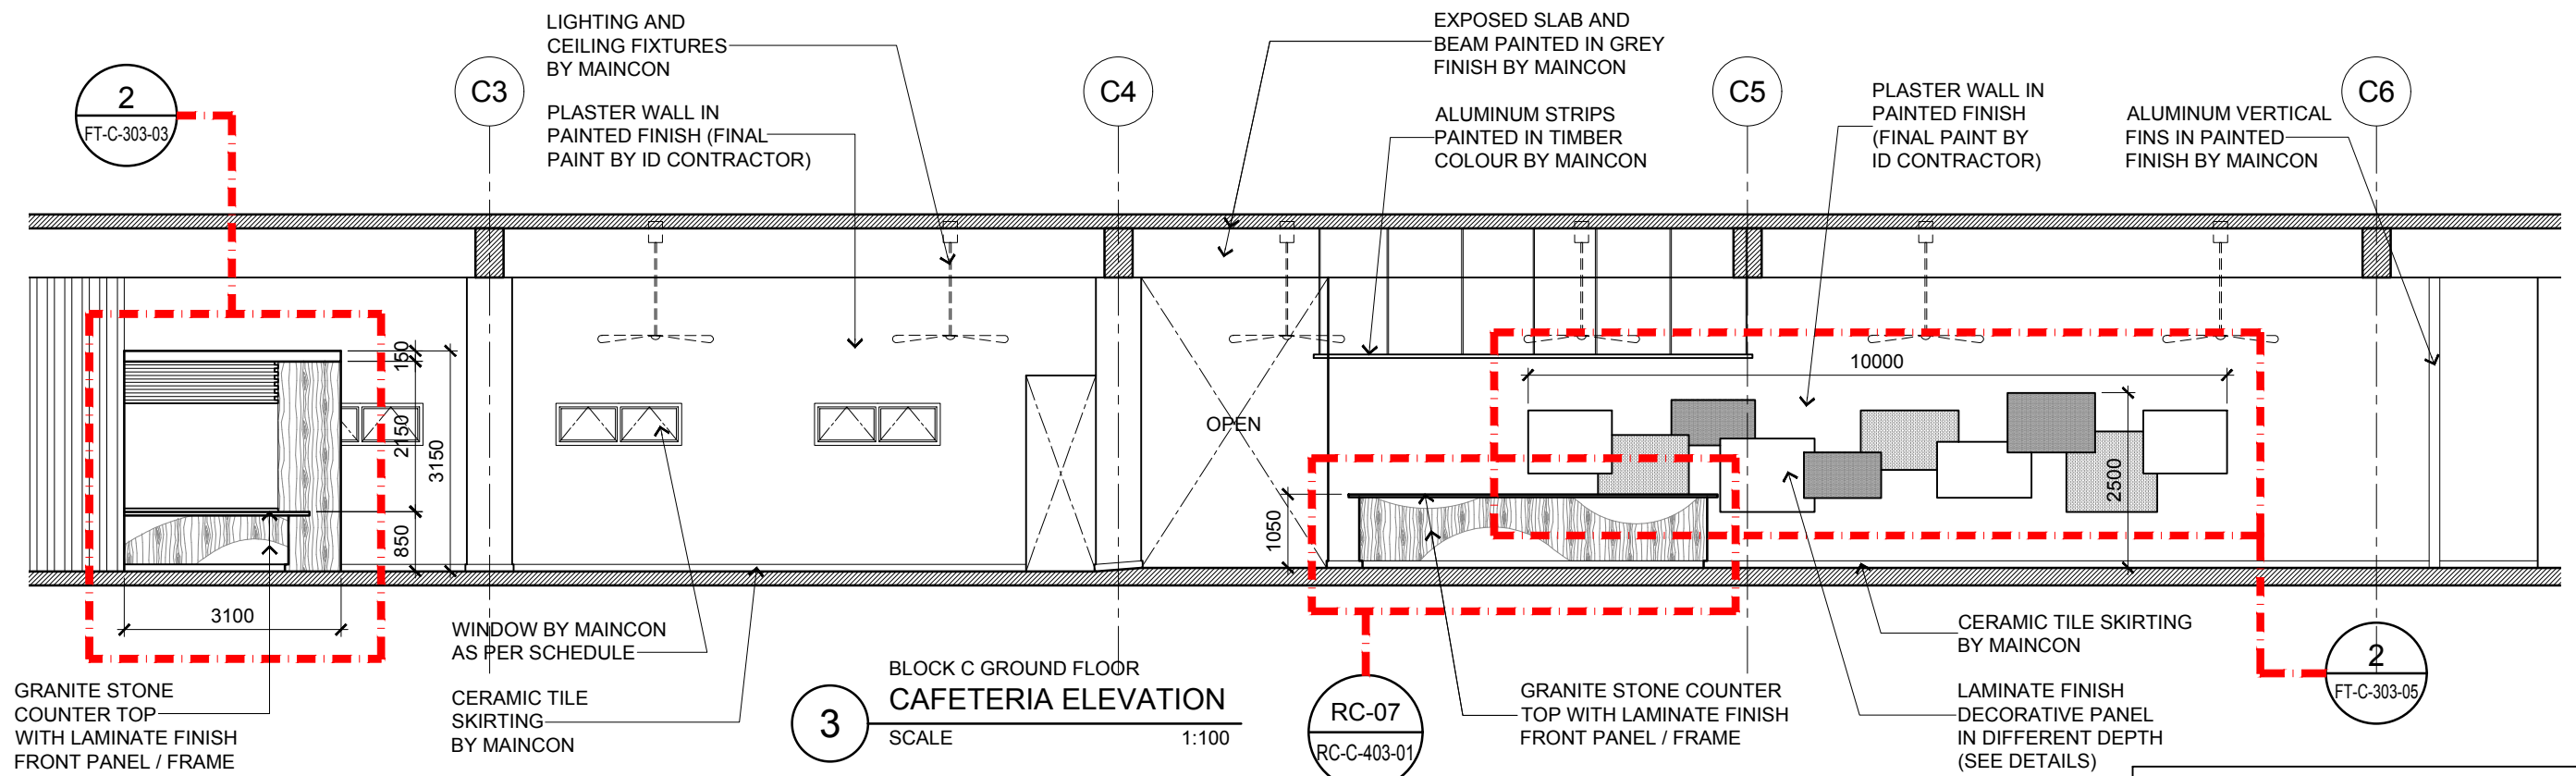 LIGHTING AND
CEILING FIXTURES
BY MAINCON
EXPOSED SLAB AND
BEAM PAINTED IN GREY
FINISH BY MAINCON
2
FT-C-303-03
C3
C4
C5
C6
PLASTER WALL IN
PAINTED FINISH (FINAL
PAINT BY ID CONTRACTOR)
ALUMINUM STRIPS
PAINTED IN TIMBER
COLOUR BY MAINCON
PLASTER WALL IN
PAINTED FINISH
(FINAL PAINT BY
ID CONTRACTOR)
ALUMINUM VERTICAL
FINS IN PAINTED
FINISH BY MAINCON
150
2150
3150
850
3100
OPEN
10000
2500
1050
WINDOW BY MAINCON
AS PER SCHEDULE
CERAMIC TILE SKIRTING
BY MAINCON
GRANITE STONE
COUNTER TOP
WITH LAMINATE FINISH
FRONT PANEL / FRAME
CERAMIC TILE
SKIRTING
BY MAINCON
3
BLOCK C GROUND FLOOR
CAFETERIA ELEVATION
SCALE 1:100
RC-07
RC-C-403-01
GRANITE STONE COUNTER
TOP WITH LAMINATE FINISH
FRONT PANEL / FRAME
LAMINATE FINISH
DECORATIVE PANEL
IN DIFFERENT DEPTH
(SEE DETAILS)
2
FT-C-303-05